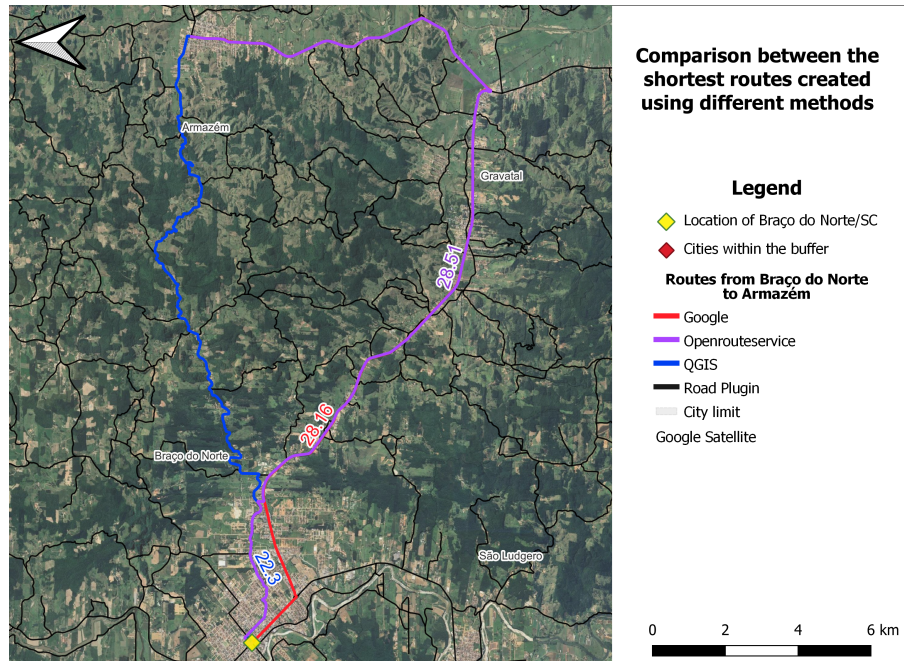 Comparison between the
shortest routes created
using different methods
Armazém
Gravatal
28.51
28.16
Braço do Norte
22.3
São Ludgero
Legend
Location of Braço do Norte/SC
Cities within the buffer
Routes from Braço do Norte
to Armazém
Google
Openrouteservice
QGIS
Road Plugin
City limit
Google Satellite
0 2 4 6 km